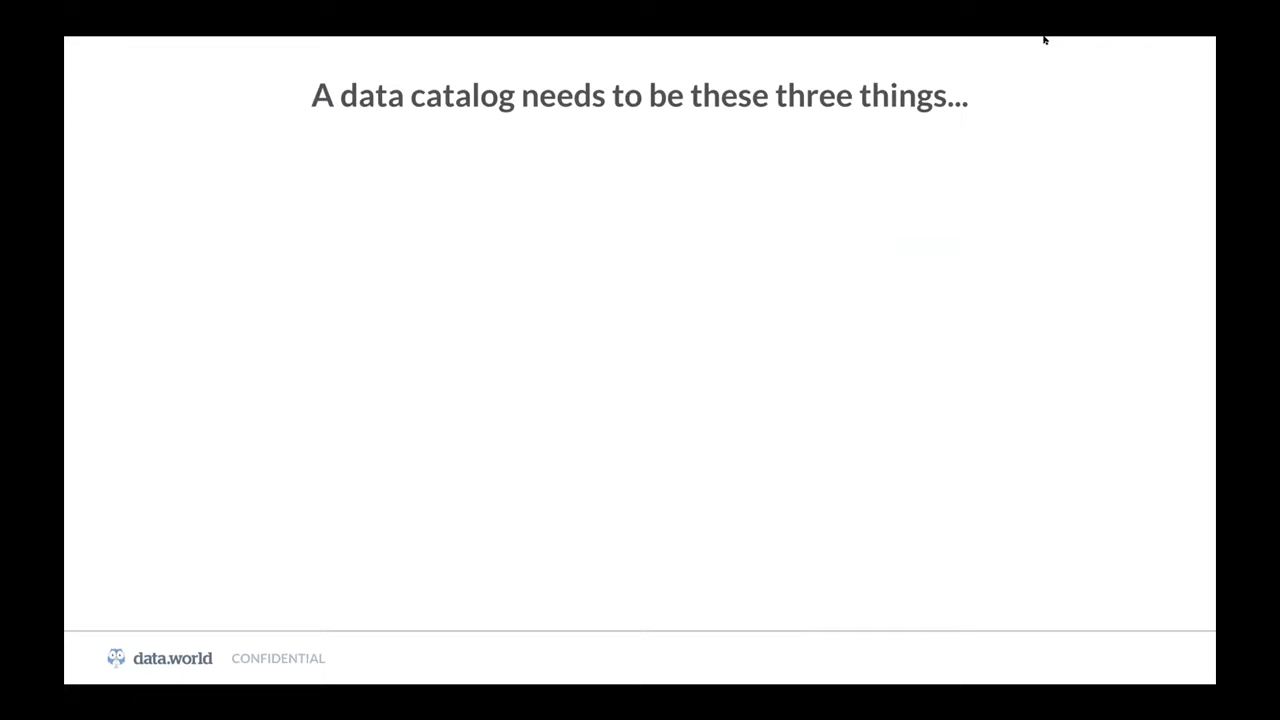 A data catalog needs to be these three things...
data.world CONFIDENTIAL